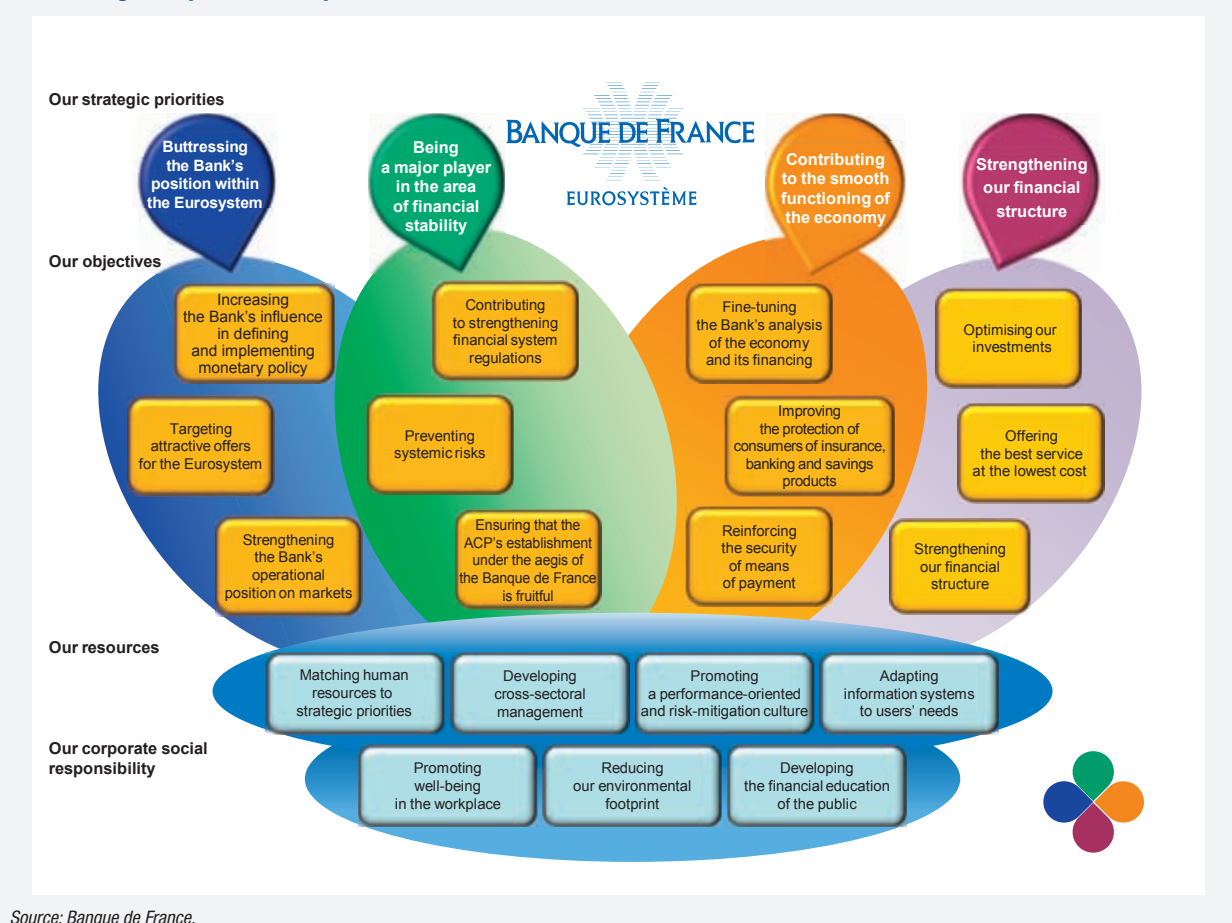 Our strategic priorities
BANQUE DE FRANCE
EUROSYSTÈME
Buttressing
the Bank's
position within
the Eurosystem
Being
a major player
in the area
of financial
stability
Contributing
to the smooth
functioning of
the economy
Strengthening
our financial
structure
Our objectives
Increasing
the Bank's influence
in defining
and implementing
monetary policy
Targeting
attractive offers
for the Eurosystem
Strengthening
the Bank's
operational
position on markets
Contributing
to strengthening
financial system
regulations
Preventing
systemic risks
Ensuring that the
ACP's establishment
under the aegis of
the Banque de France
is fruitful
Fine-tuning
the Bank's analysis
of the economy
and its financing
Improving
the protection of
consumers of insurance,
banking and savings
products
Reinforcing
the security
of means
of payment
Optimising our
investments
Offering
the best service
at the lowest cost
Strengthening
our financial
structure
Our resources
Matching human
resources to
strategic priorities
Developing
cross-sectoral
management
Promoting
a performance-oriented
and risk-mitigation culture
Adapting
information systems
to users' needs
Our corporate social
responsibility
Promoting
well-being
in the workplace
Reducing
our environmental
footprint
Developing
the financial education
of the public
Source: Banque de France.